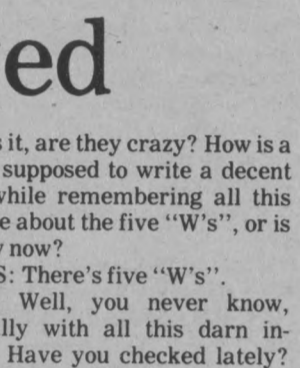 ed
it, are they crazy? How is a
supposed to write a decent
while remembering all this
about the five "W's", or is
now?
S: There's five "W's".
Well, you never know,
lly with all this darn in-
Have you checked lately?